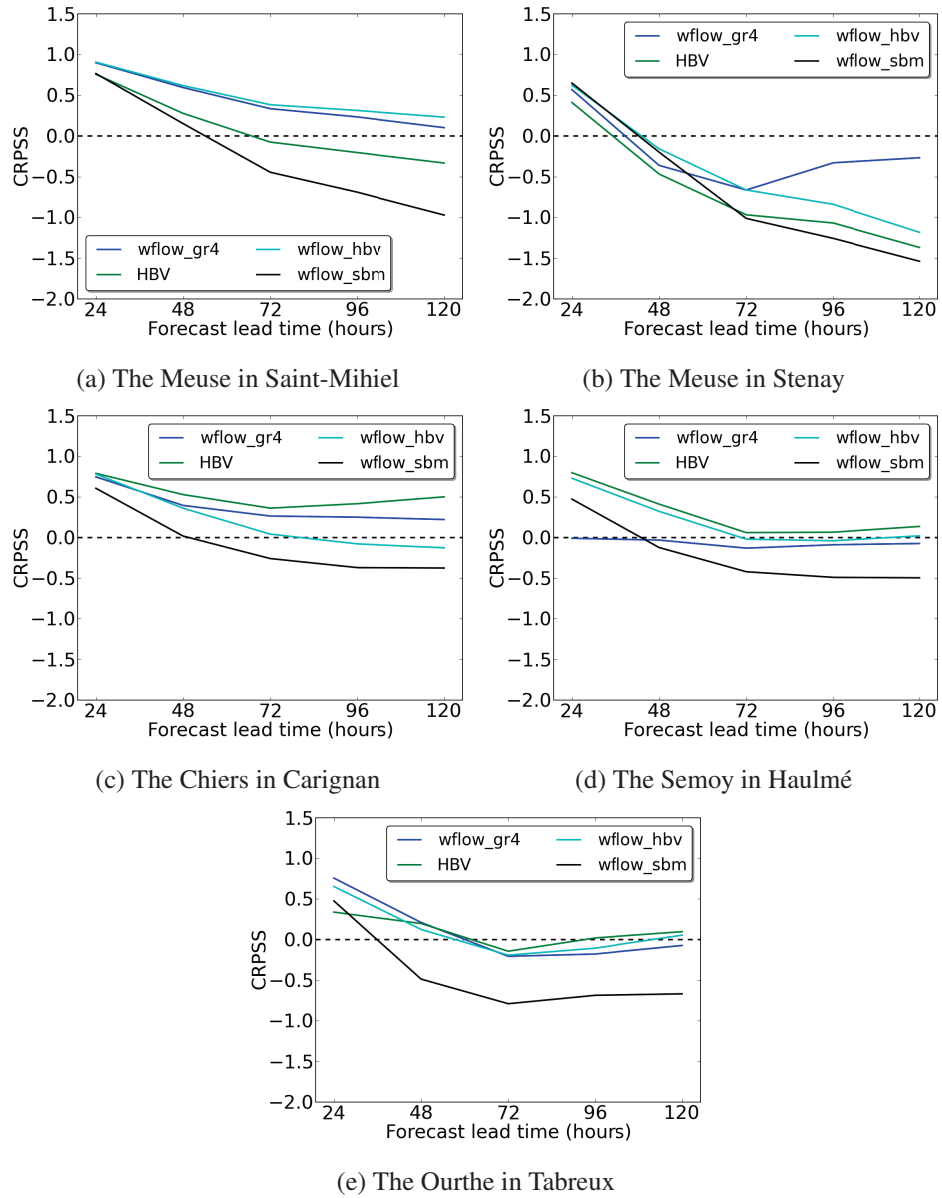 1.5
1.0
0.5
0.0
−0.5
−1.0
−1.5
−2.0
CRPSS
wflow_gr4
HBV
wflow_hbv
wflow_sbm
24 48 72 96 120
Forecast lead time (hours)
(a) The Meuse in Saint-Mihiel
1.5
1.0
0.5
0.0
−0.5
−1.0
−1.5
−2.0
CRPSS
wflow_gr4
HBV
wflow_hbv
wflow_sbm
24 48 72 96 120
Forecast lead time (hours)
(b) The Meuse in Stenay
1.5
1.0
0.5
0.0
−0.5
−1.0
−1.5
−2.0
CRPSS
wflow_gr4
HBV
wflow_hbv
wflow_sbm
24 48 72 96 120
Forecast lead time (hours)
(c) The Chiers in Carignan
1.5
1.0
0.5
0.0
−0.5
−1.0
−1.5
−2.0
CRPSS
wflow_gr4
HBV
wflow_hbv
wflow_sbm
24 48 72 96 120
Forecast lead time (hours)
(d) The Semoy in Haulmé
1.5
1.0
0.5
0.0
−0.5
−1.0
−1.5
−2.0
CRPSS
wflow_gr4
HBV
wflow_hbv
wflow_sbm
24 48 72 96 120
Forecast lead time (hours)
(e) The Ourthe in Tabreux